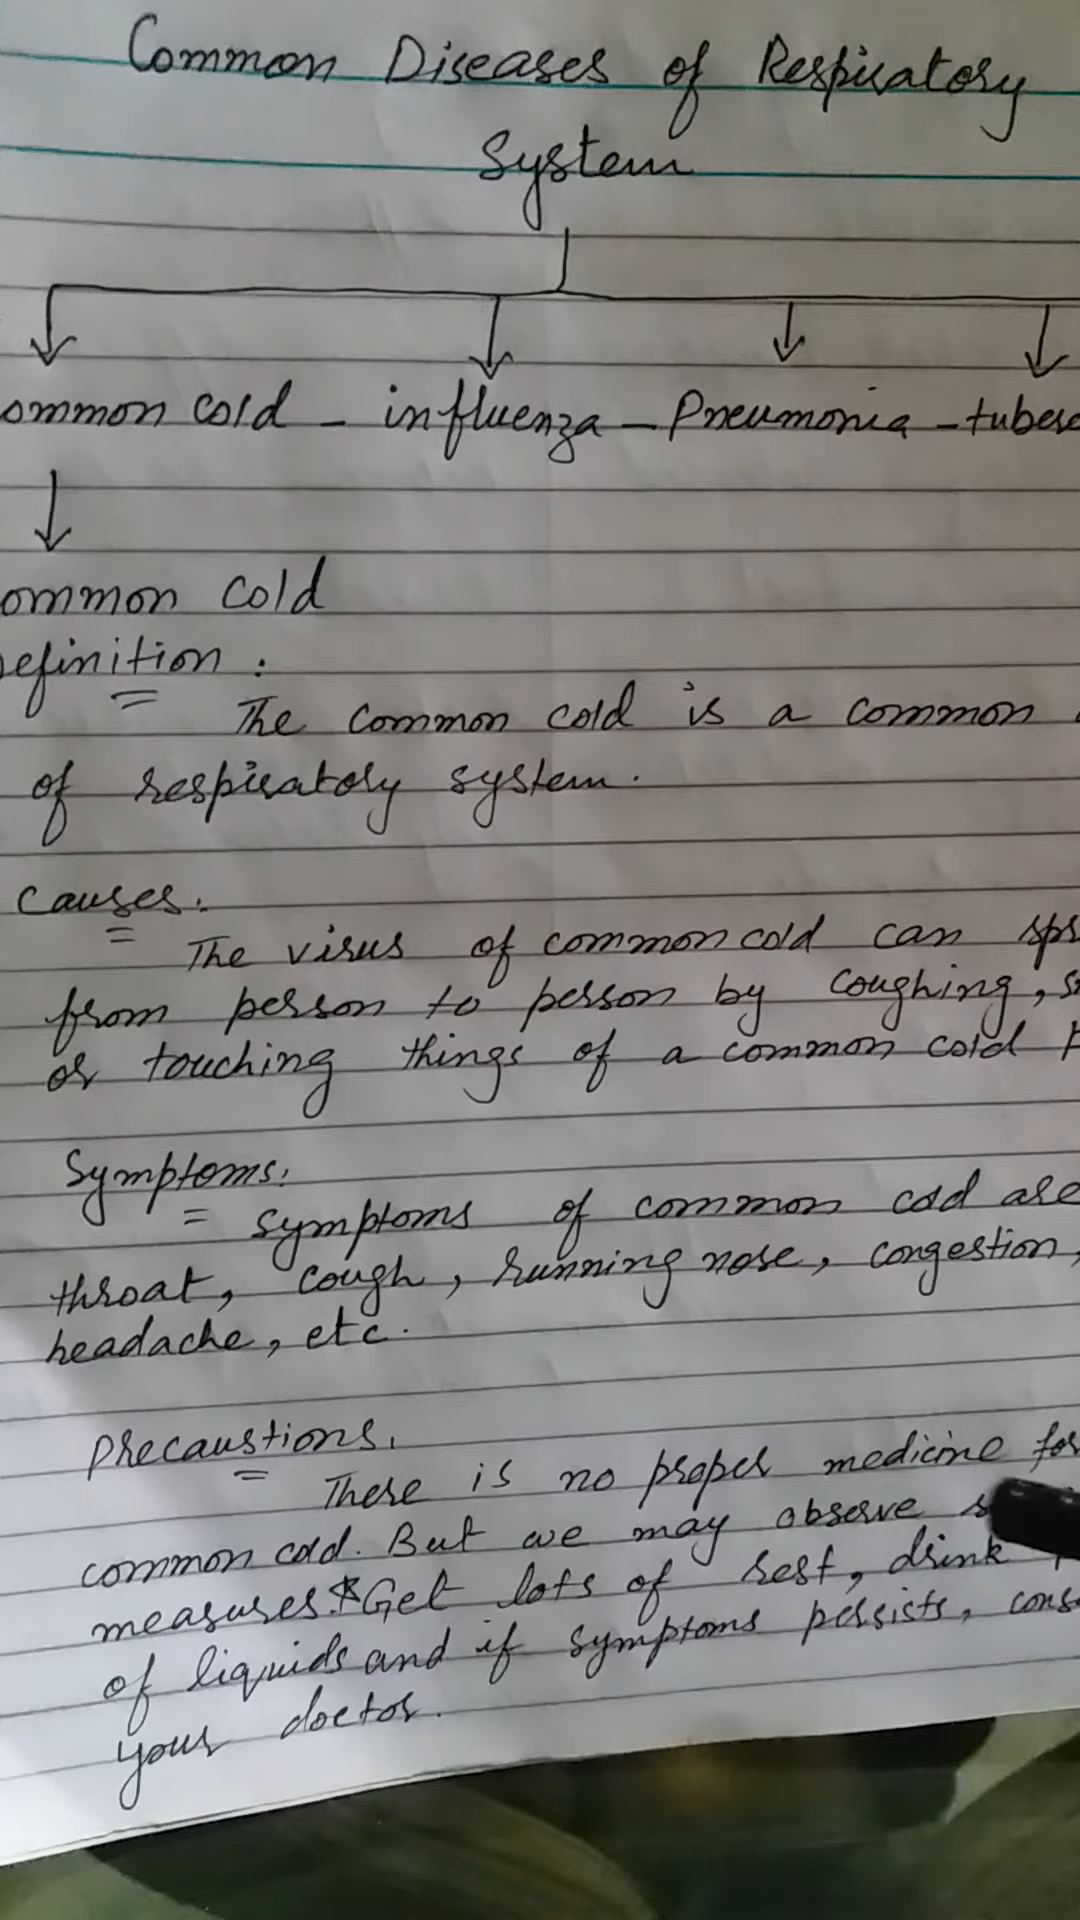 Common Diseases of Respiratory
System
ommon cold - influenza - Pneumonia - tuberc
ommon cold
efinition :
The common cold is a common
of respiratory system.
Causes:
The virus of common cold can spr
from person to person by coughing, s
or touching things of a common cold p
Symptoms:
symptoms of common cold are
throat, cough, running nose, congestion,
headache, etc.
Precaustions.
There is no proper medicine for
common cold. But we may observe s
measures. * Get lots of rest, drink
of liquids and if symptoms persists, cons
your doctor.